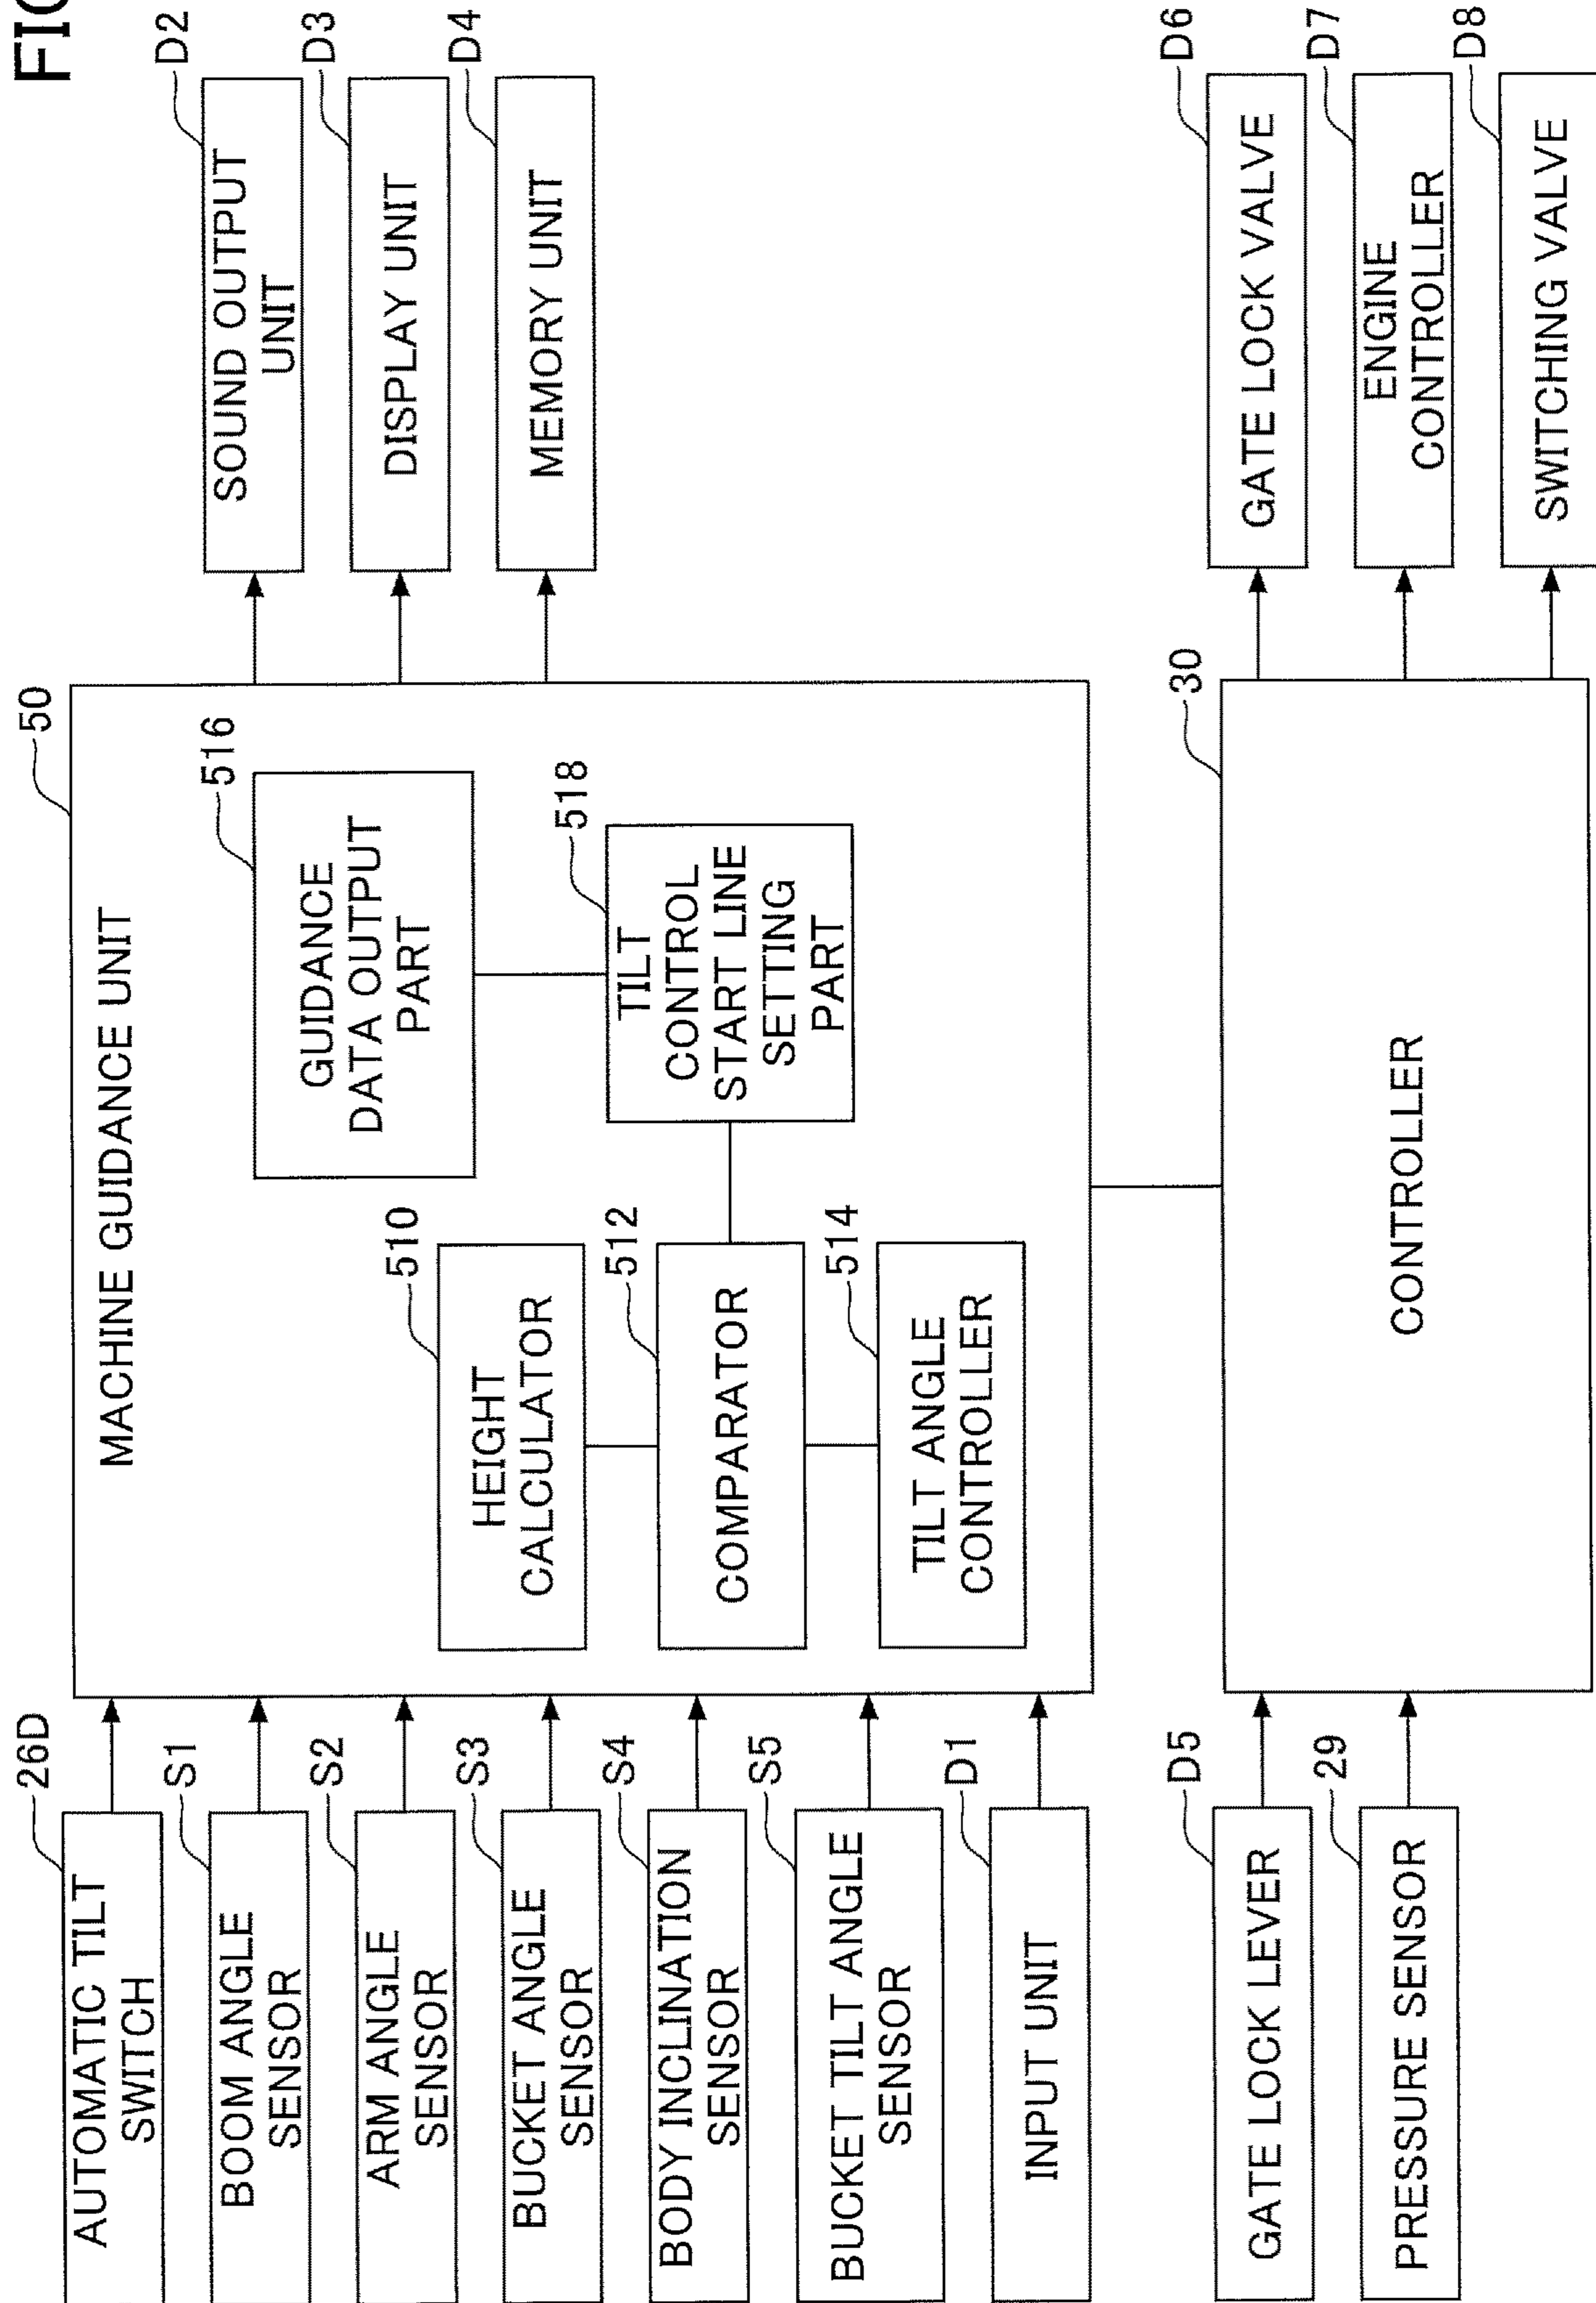 FIG
26D
AUTOMATIC TILT
SWITCH
S1
BOOM ANGLE
SENSOR
S2
ARM ANGLE
SENSOR
S3
BUCKET ANGLE
SENSOR
S4
BODY INCLINATION
SENSOR
S5
BUCKET TILT ANGLE
SENSOR
D1
INPUT UNIT
D5
GATE LOCK LEVER
29
PRESSURE SENSOR
50
MACHINE GUIDANCE UNIT
510
HEIGHT
CALCULATOR
512
COMPARATOR
514
TILT ANGLE
CONTROLLER
516
GUIDANCE
DATA OUTPUT
PART
518
TILT
CONTROL
START LINE
SETTING
PART
30
CONTROLLER
D2
SOUND OUTPUT
UNIT
D3
DISPLAY UNIT
D4
MEMORY UNIT
D6
GATE LOCK VALVE
D7
ENGINE
CONTROLLER
D8
SWITCHING VALVE